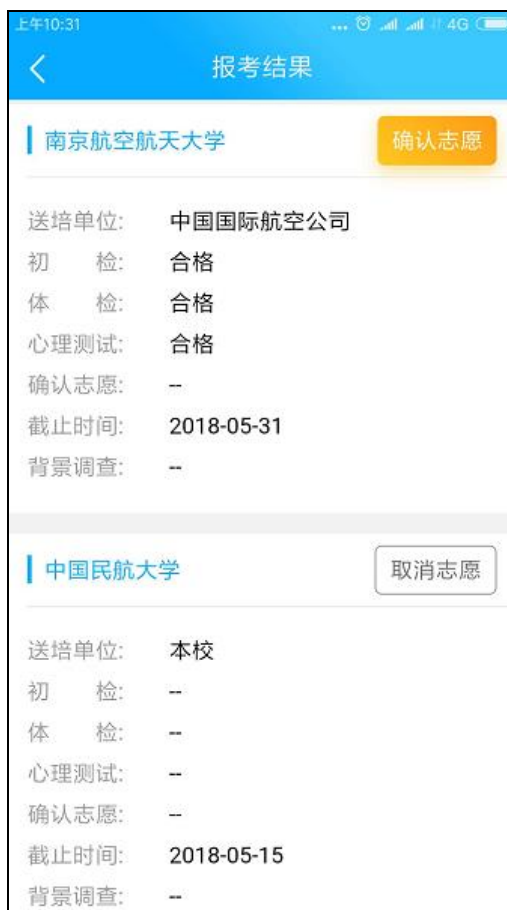 上午10:31 ... 4G
报考结果
南京航空航天大学 确认志愿
送培单位: 中国国际航空公司
初 检: 合格
体 检: 合格
心理测试: 合格
确认志愿: --
截止时间: 2018-05-31
背景调查: --
中国民航大学 取消志愿
送培单位: 本校
初 检: --
体 检: --
心理测试: --
确认志愿: --
截止时间: 2018-05-15
背景调查: --